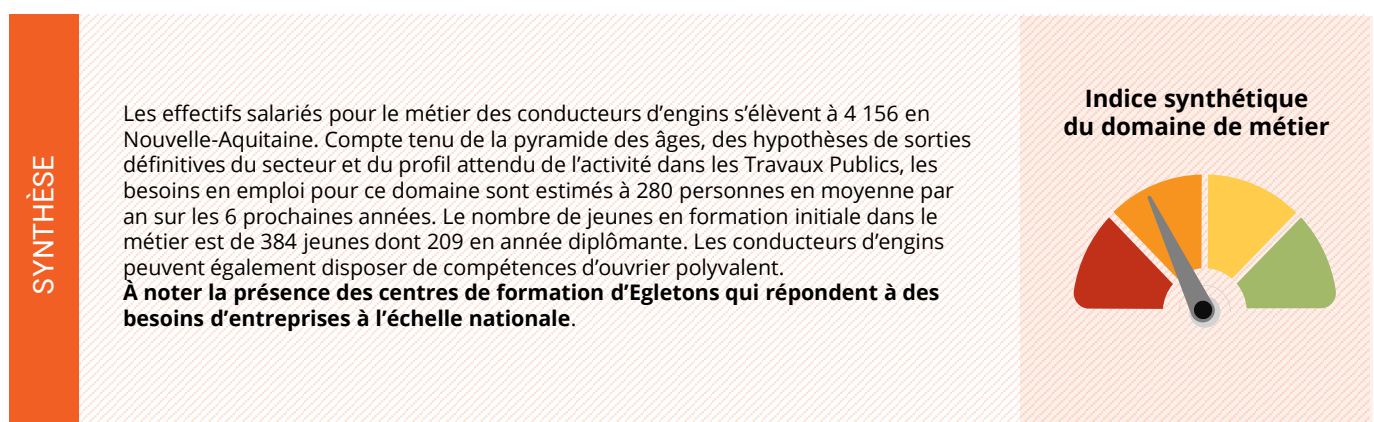 SYNTHÈSE
Les effectifs salariés pour le métier des conducteurs d’engins s’élèvent à 4 156 en
Nouvelle-Aquitaine. Compte tenu de la pyramide des âges, des hypothèses de sorties
définitives du secteur et du profil attendu de l’activité dans les Travaux Publics, les
besoins en emploi pour ce domaine sont estimés à 280 personnes en moyenne par
an sur les 6 prochaines années. Le nombre de jeunes en formation initiale dans le
métier est de 384 jeunes dont 209 en année diplômante. Les conducteurs d’engins
peuvent également disposer de compétences d’ouvrier polyvalent.
À noter la présence des centres de formation d’Egletons qui répondent à des
besoins d’entreprises à l’échelle nationale.
Indice synthétique
du domaine de métier